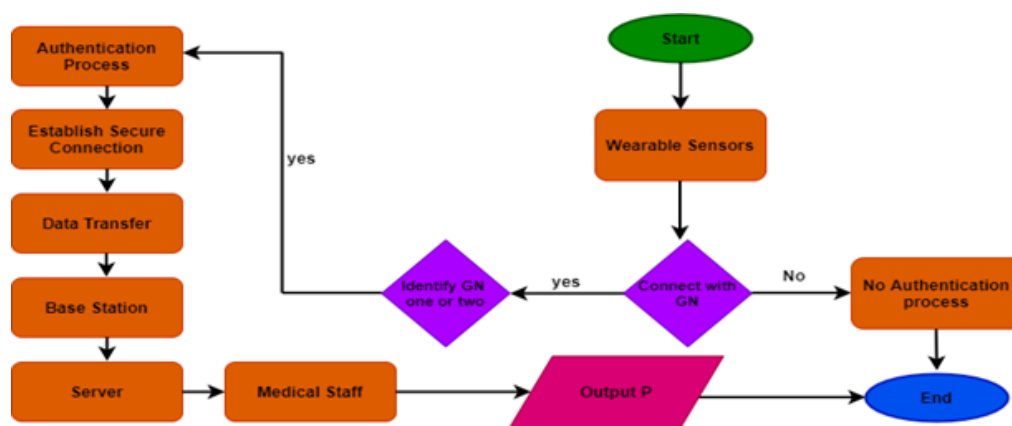 Start
Wearable Sensors
Connect with
GN
yes
No
Identify GN
one or two
yes
Authentication
Process
Establish Secure
Connection
Data Transfer
Base Station
Server
Medical Staff
Output P
No Authentication
process
End